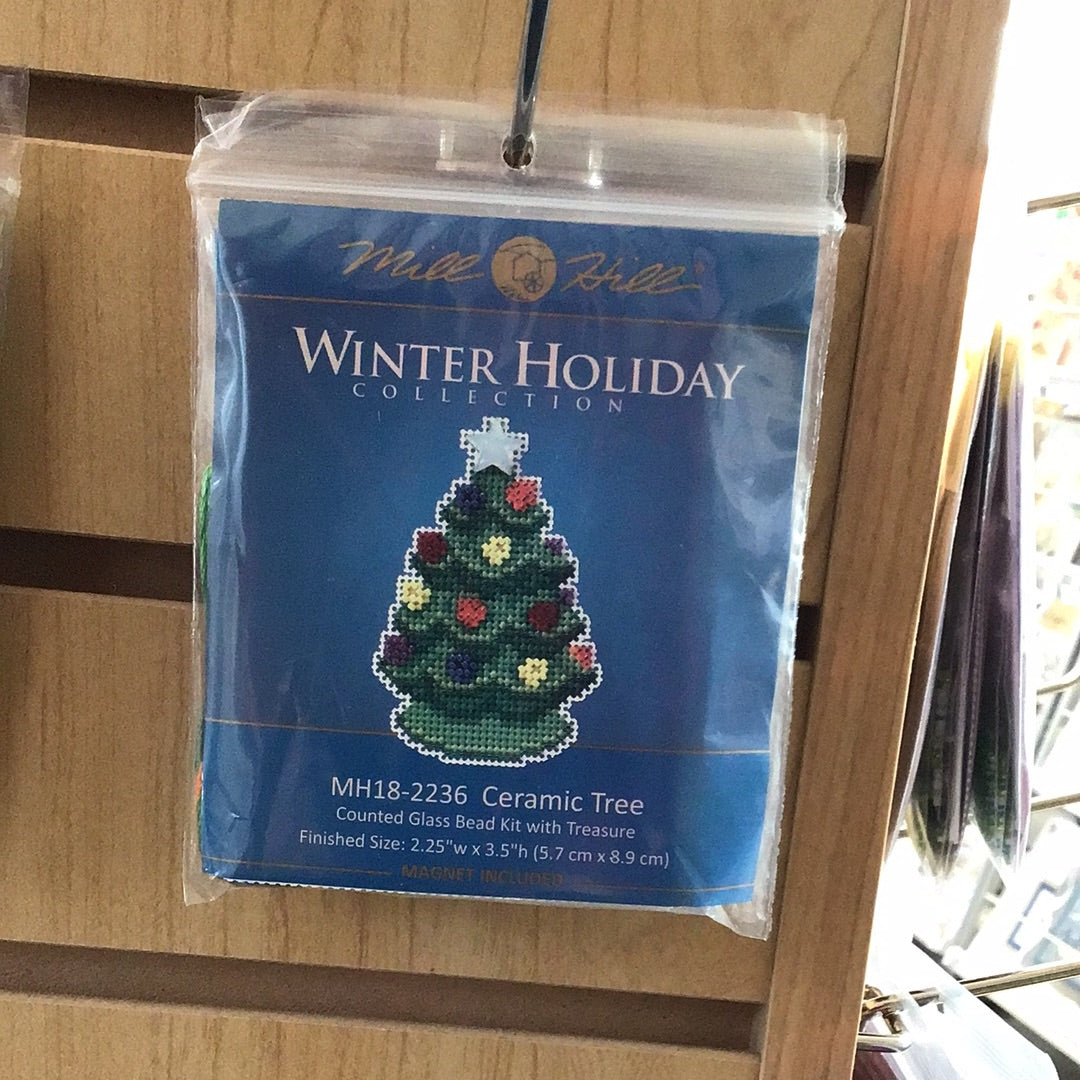 Mill Hill
WINTER HOLIDAY
COLLECTION
MH18-2236 Ceramic Tree
Counted Glass Bead Kit with Treasure
Finished Size: 2.25"w x 3.5"h (5.7 cm x 8.9 cm)
MAGNET INCLUDED